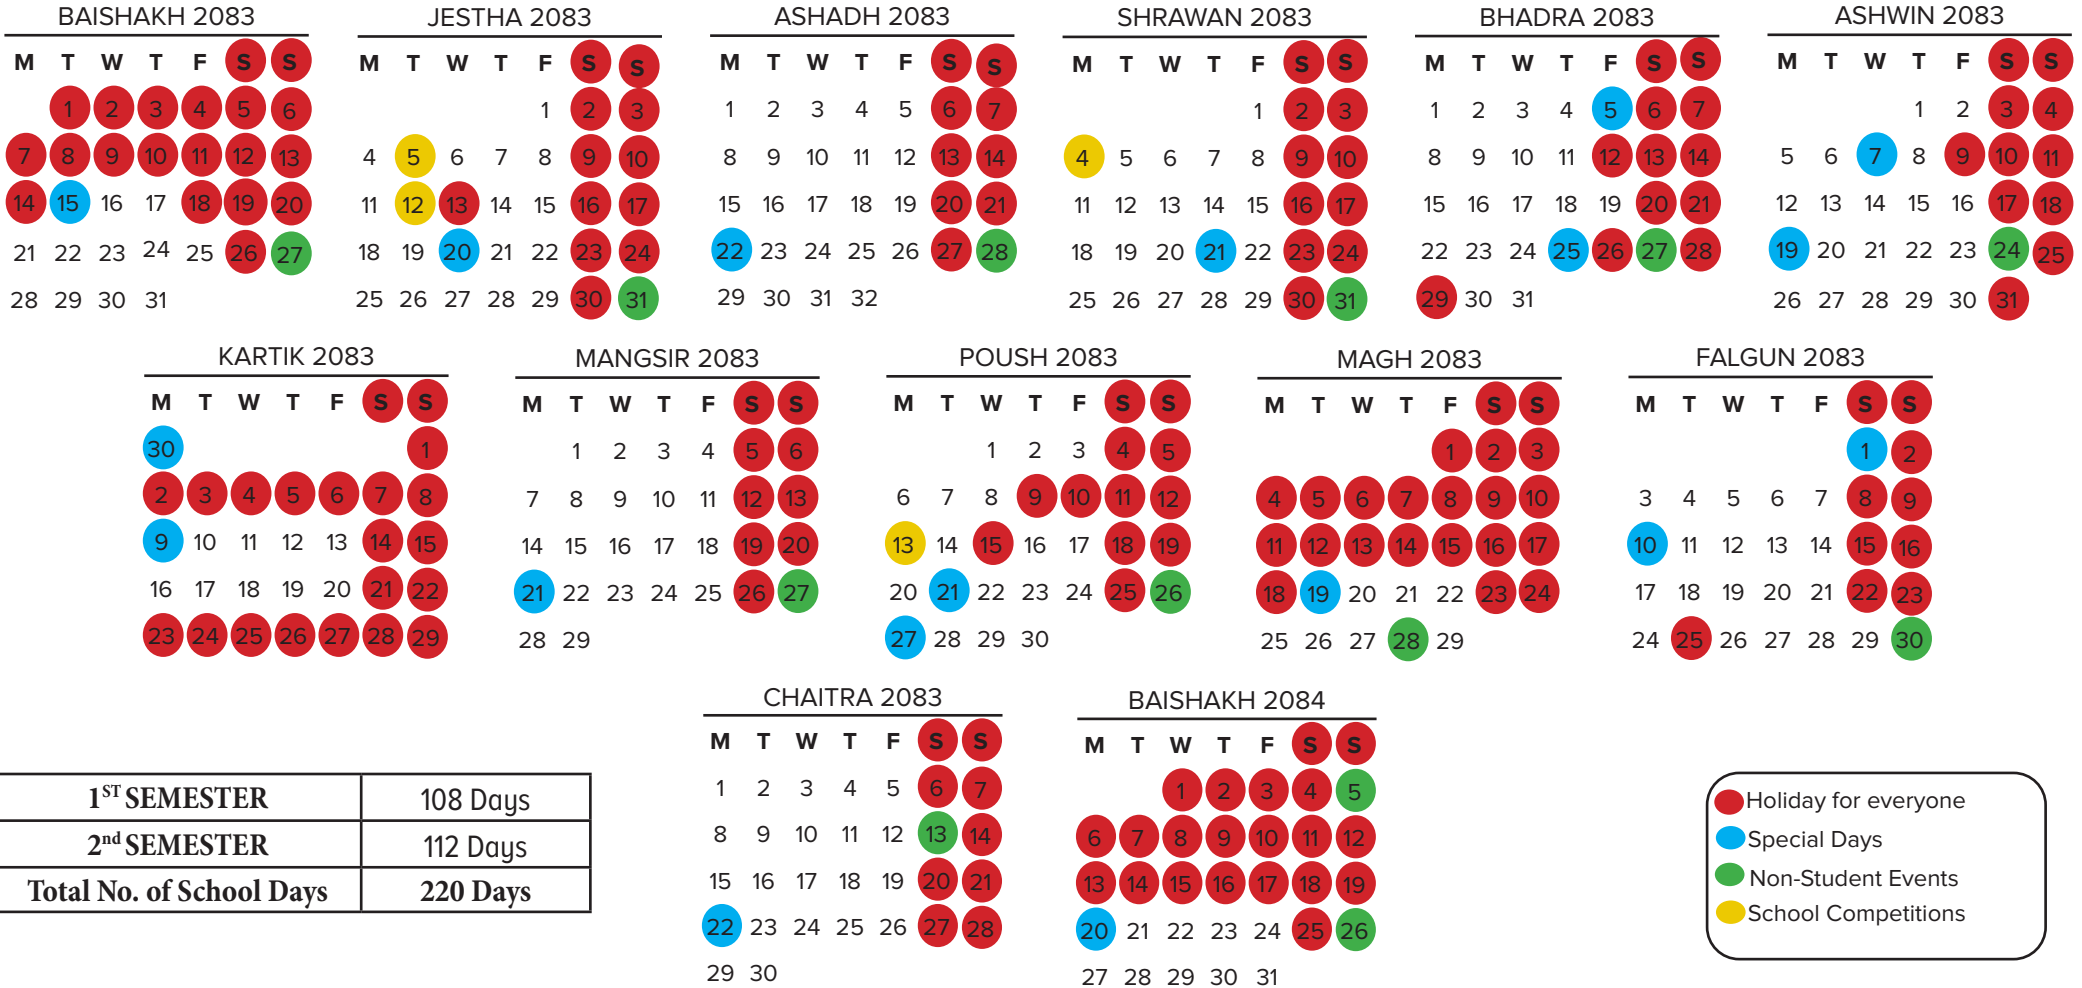 BAISHAKH 2083
M T W T F S S
1 2 3 4 5 6
7 8 9 10 11 12 13
14 15 16 17 18 19 20
21 22 23 24 25 26 27
28 29 30 31
JESTHA 2083
M T W T F S S
1 2 3
4 5 6 7 8 9 10
11 12 13 14 15 16 17
18 19 20 21 22 23 24
25 26 27 28 29 30 31
ASHADH 2083
M T W T F S S
1 2 3 4 5 6 7
8 9 10 11 12 13 14
15 16 17 18 19 20 21
22 23 24 25 26 27 28
29 30 31 32
SHRAWAN 2083
M T W T F S S
1 2 3
4 5 6 7 8 9 10
11 12 13 14 15 16 17
18 19 20 21 22 23 24
25 26 27 28 29 30 31
BHADRA 2083
M T W T F S S
1 2 3 4 5 6 7
8 9 10 11 12 13 14
15 16 17 18 19 20 21
22 23 24 25 26 27 28
29 30 31
ASHWIN 2083
M T W T F S S
1 2 3 4
5 6 7 8 9 10 11
12 13 14 15 16 17 18
19 20 21 22 23 24 25
26 27 28 29 30 31
KARTIK 2083
M T W T F S S
30 1
2 3 4 5 6 7 8
9 10 11 12 13 14 15
16 17 18 19 20 21 22
23 24 25 26 27 28 29
MANGSIR 2083
M T W T F S S
1 2 3 4 5 6
7 8 9 10 11 12 13
14 15 16 17 18 19 20
21 22 23 24 25 26 27
28 29
POUSH 2083
M T W T F S S
1 2 3 4 5
6 7 8 9 10 11 12
13 14 15 16 17 18 19
20 21 22 23 24 25 26
27 28 29 30
MAGH 2083
M T W T F S S
1 2 3
4 5 6 7 8 9 10
11 12 13 14 15 16 17
18 19 20 21 22 23 24
25 26 27 28 29
FALGUN 2083
M T W T F S S
1 2
3 4 5 6 7 8 9
10 11 12 13 14 15 16
17 18 19 20 21 22 23
24 25 26 27 28 29 30
CHAITRA 2083
M T W T F S S
1 2 3 4 5 6 7
8 9 10 11 12 13 14
15 16 17 18 19 20 21
22 23 24 25 26 27 28
29 30
BAISHAKH 2084
M T W T F S S
1 2 3 4 5
6 7 8 9 10 11 12
13 14 15 16 17 18 19
20 21 22 23 24 25 26
27 28 29 30 31
1ST SEMESTER 108 Days
2nd SEMESTER 112 Days
Total No. of School Days 220 Days
Holiday for everyone
Special Days
Non-Student Events
School Competitions